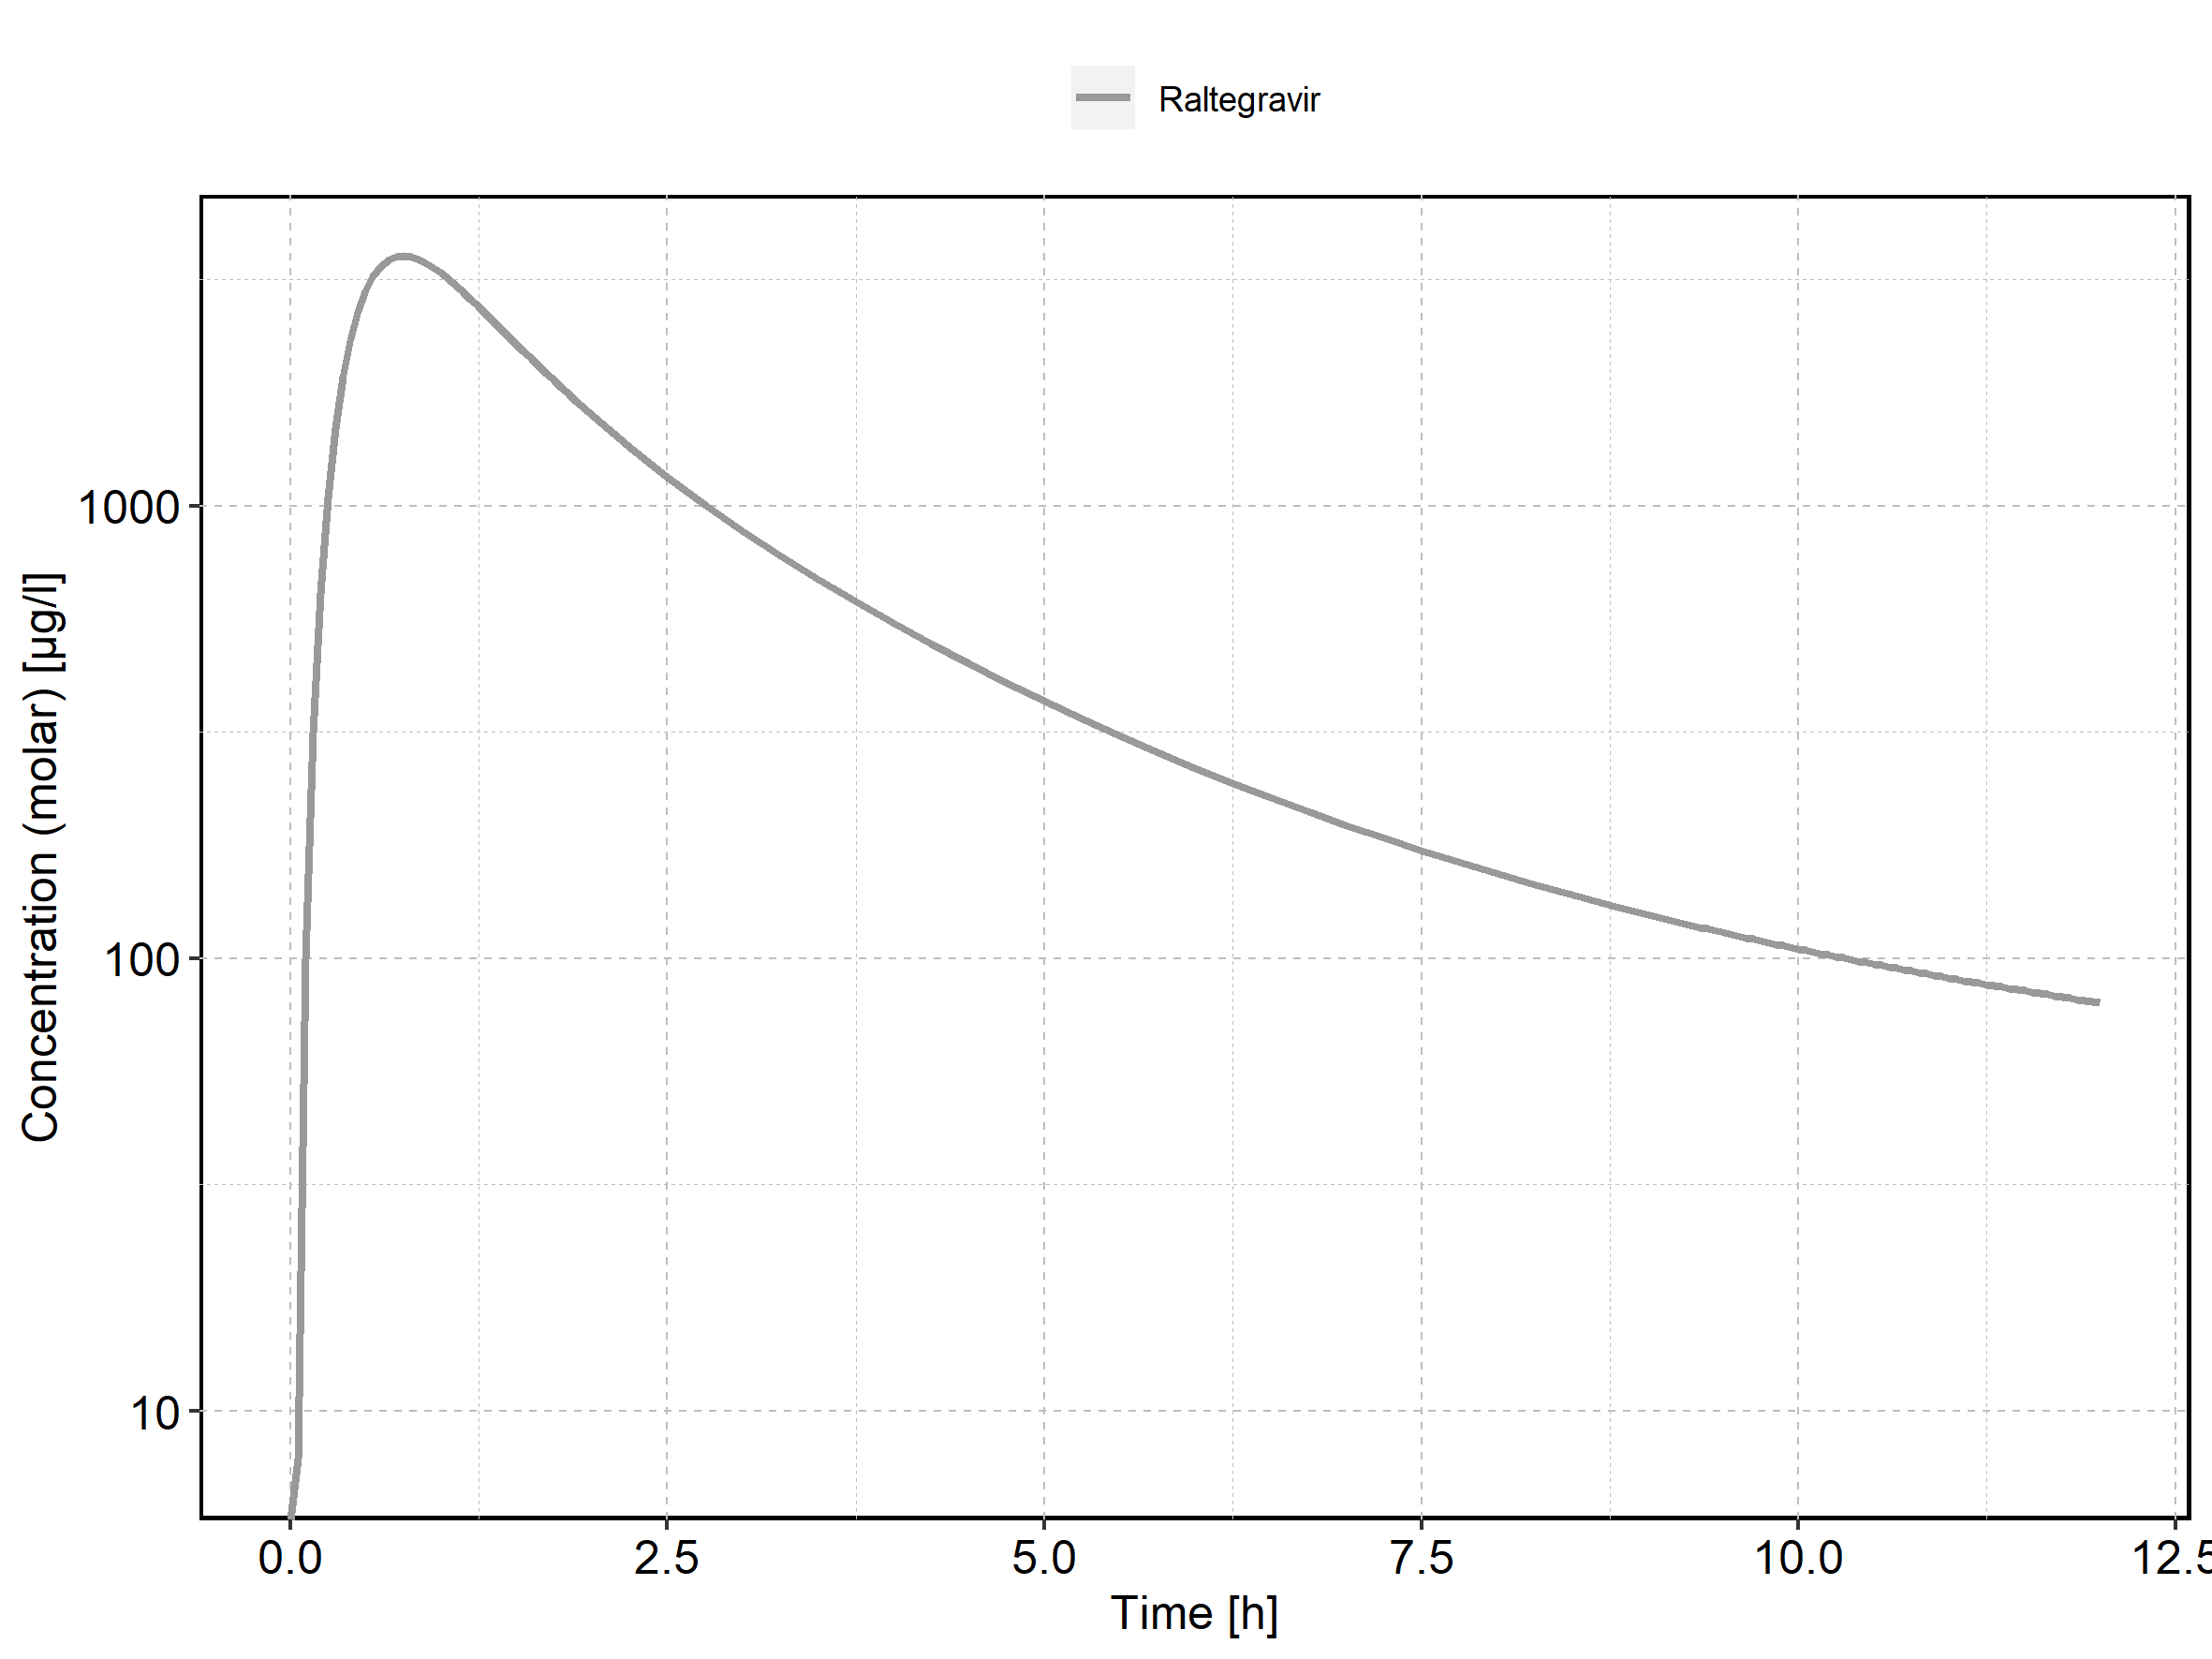 Raltegravir
Concentration (molar) [µg/l]
1000
100
10
0.0 2.5 5.0 7.5 10.0 12.5
Time [h]